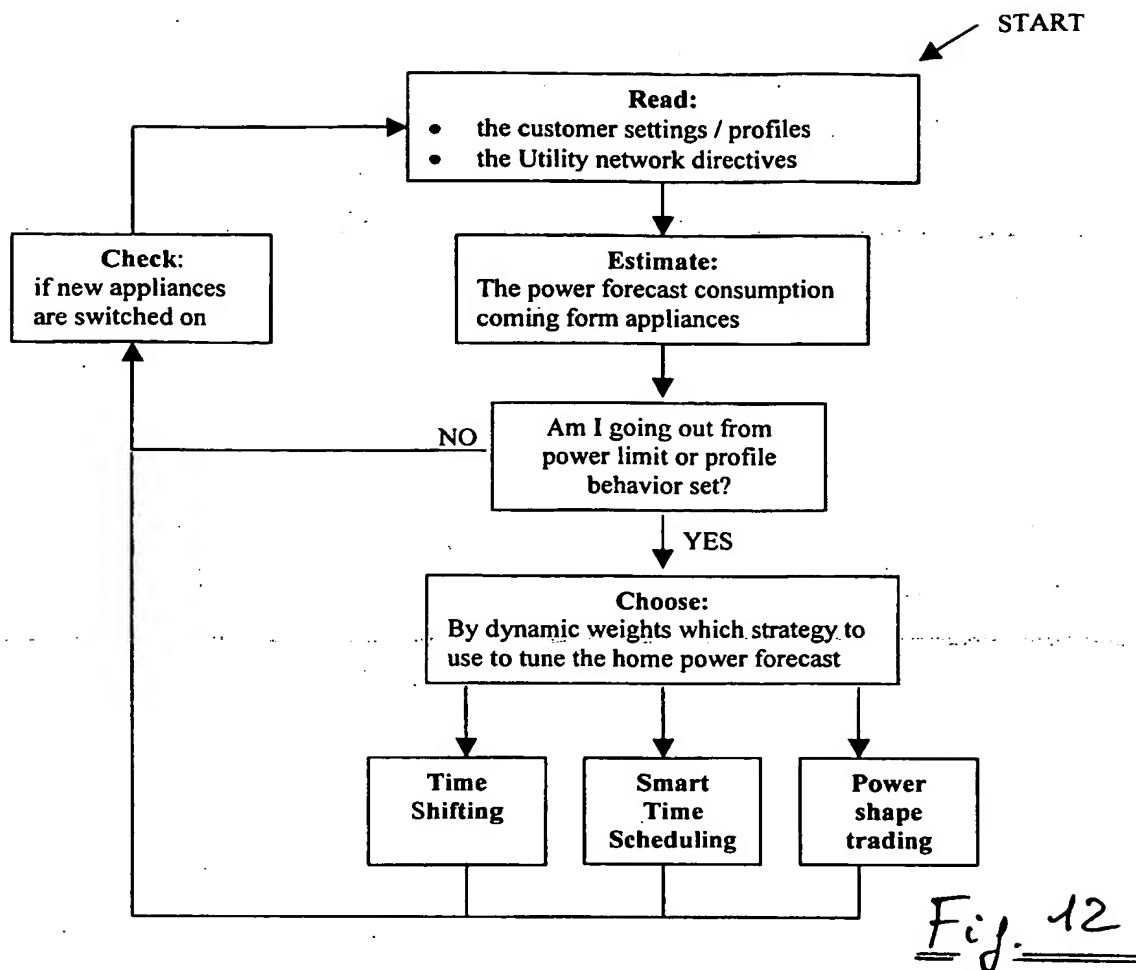 START
Read:
• the customer settings / profiles
• the Utility network directives
Check:
if new appliances
are switched on
Estimate:
The power forecast consumption
coming form appliances
NO
Am I going out from
power limit or profile
behavior set?
YES
Choose:
By dynamic weights which strategy to
use to tune the home power forecast
Time
Shifting
Smart
Time
Scheduling
Power
shape
trading
Fig. 12